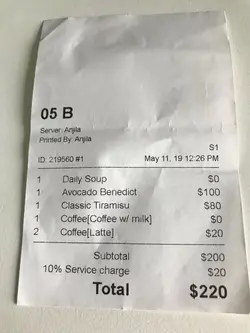 05 B
Server: Anjila
Printed By: Anjila
S1
ID: 219560 #1 May 11, 19 12:26 PM
1 Daily Soup $0
1 Avocado Benedict $100
1 Classic Tiramisu $80
1 Coffee[Coffee w/ milk] $0
2 Coffee[Latte] $20
Subtotal $200
10% Service charge $20
Total $220